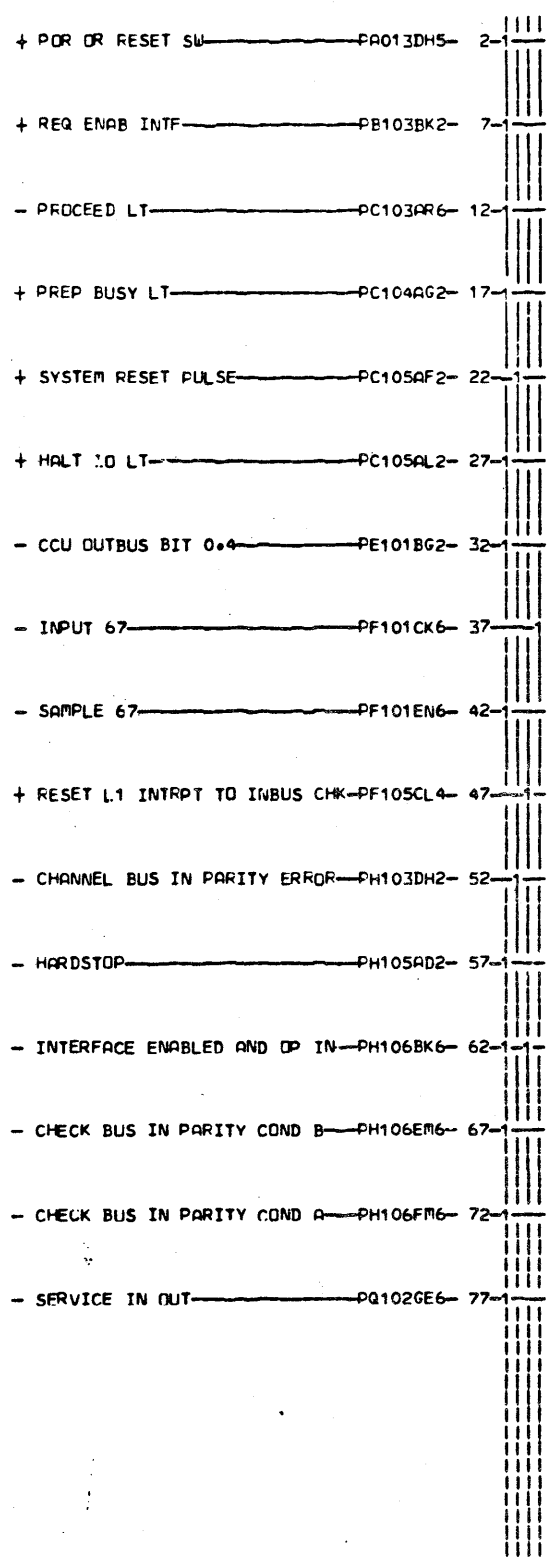 + POR OR RESET SW PA013DH5- 2-1
+ REQ ENAB INTF PB103BK2- 7-1
- PROCEED LT PC103AR6- 12-1
+ PREP BUSY LT PC104AG2- 17-1
+ SYSTEM RESET PULSE PC105AF2- 22-1
+ HALT IO LT PC105AL2- 27-1
- CCU OUTBUS BIT 0.4 PE101BG2- 32-1
- INPUT 67 PF101CK6- 37-1
- SAMPLE 67 PF101EN6- 42-1
+ RESET L1 INTRPT TO INBUS CHK-PF105CL4- 47-1
- CHANNEL BUS IN PARITY ERROR-PH103DH2- 52-1
- HARDSTOP PH105AD2- 57-1
- INTERFACE ENABLED AND OP IN-PH106BK6- 62-1-1
- CHECK BUS IN PARITY COND B-PH106EM6- 67-1
- CHECK BUS IN PARITY COND A-PH106FM6- 72-1
- SERVICE IN OUT PQ102GE6- 77-1